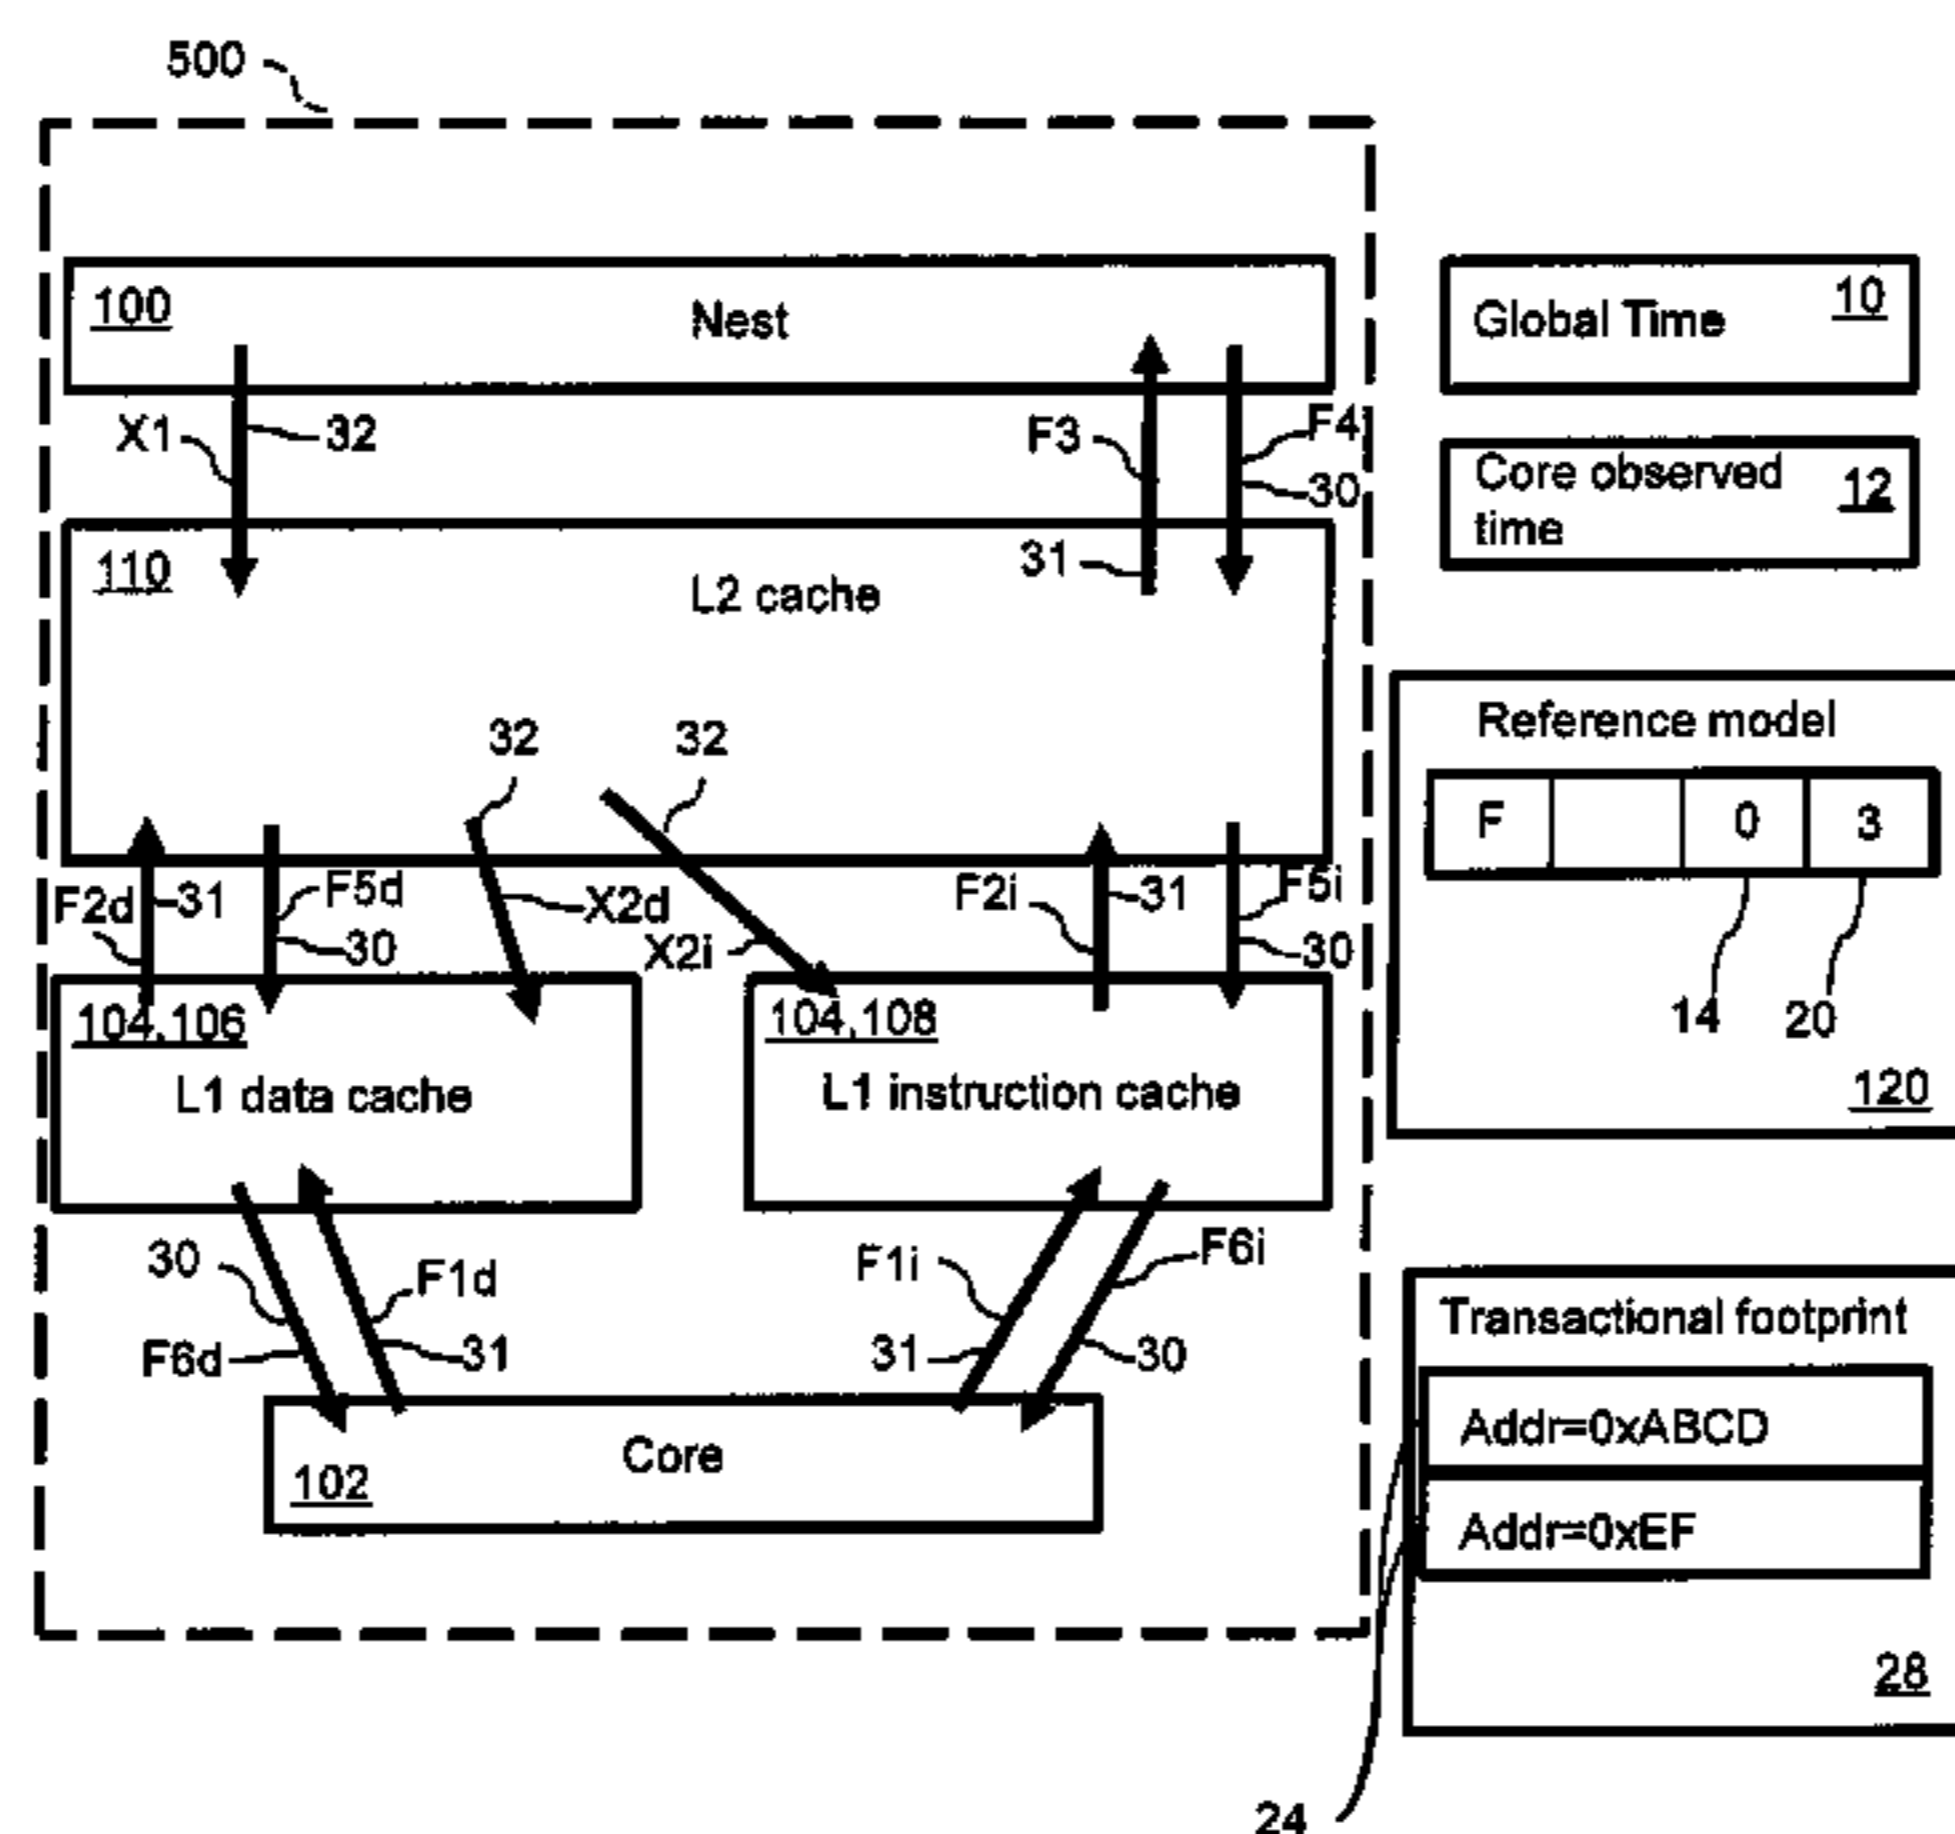 500
100
Nest
10
Global Time
X1
32
F3
F4
30
Core observed
time
12
110
31
L2 cache
32
32
Reference model
F
0
3
F2d
31
F5d
30
X2d
X2i
F2i
31
F5i
30
14
20
104,106
L1 data cache
104,108
L1 instruction cache
120
30
F1d
F6d
31
F1i
F6i
31
30
Transactional footprint
Addr=0xABCD
Addr=0xEF
Core
102
28
24